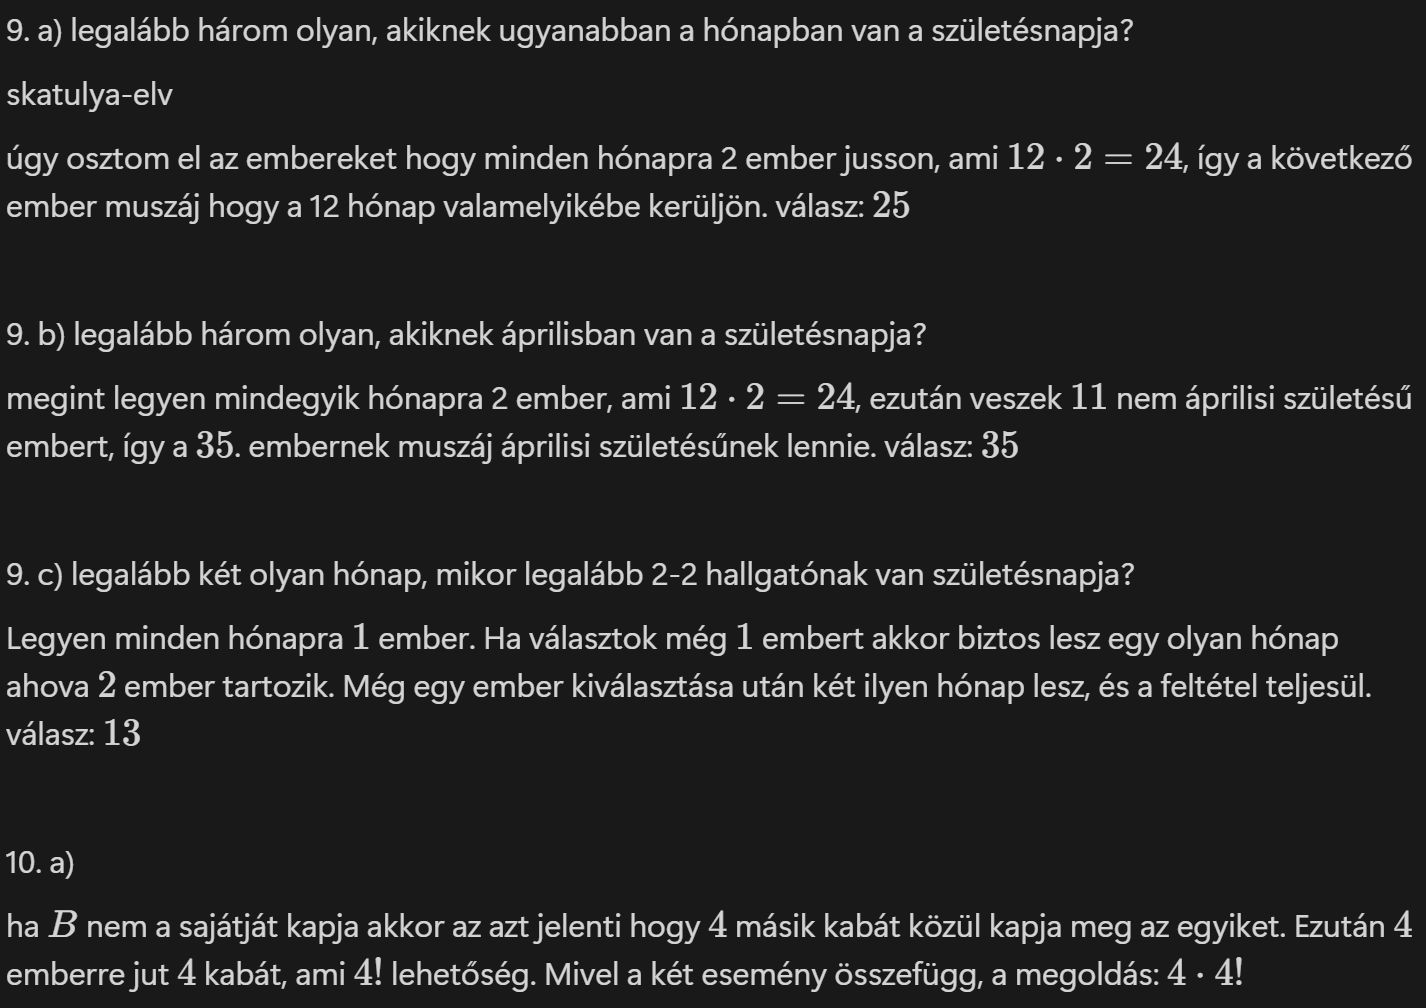 9. a) legalább három olyan, akiknek ugyanabban a hónapban van a születésnapja?
skatulya-elv
úgy osztom el az embereket hogy minden hónapra 2 ember jusson, ami 12 · 2 = 24, így a következő
ember muszáj hogy a 12 hónap valamelyikébe kerüljön. válasz: 25
9. b) legalább három olyan, akiknek áprilisban van a születésnapja?
megint legyen mindegyik hónapra 2 ember, ami 12 · 2 = 24, ezután veszek 11 nem áprilisi születésű
embert, így a 35. embernek muszáj áprilisi születésűnek lennie. válasz: 35
9. c) legalább két olyan hónap, mikor legalább 2-2 hallgatónak van születésnapja?
Legyen minden hónapra 1 ember. Ha választok még 1 embert akkor biztos lesz egy olyan hónap
ahova 2 ember tartozik. Még egy ember kiválasztása után két ilyen hónap lesz, és a feltétel teljesül.
válasz: 13
10. a)
ha B nem a sajátját kapja akkor az azt jelenti hogy 4 másik kabát közül kapja meg az egyiket. Ezután 4
emberre jut 4 kabát, ami 4! lehetőség. Mivel a két esemény összefügg, a megoldás: 4 · 4!